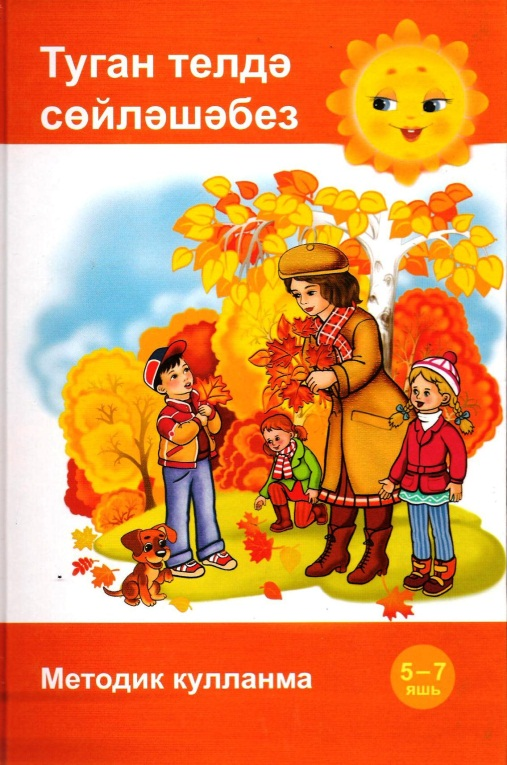 Туган телдә
сөйләшәбез
Методик кулланма
5–7
яшь